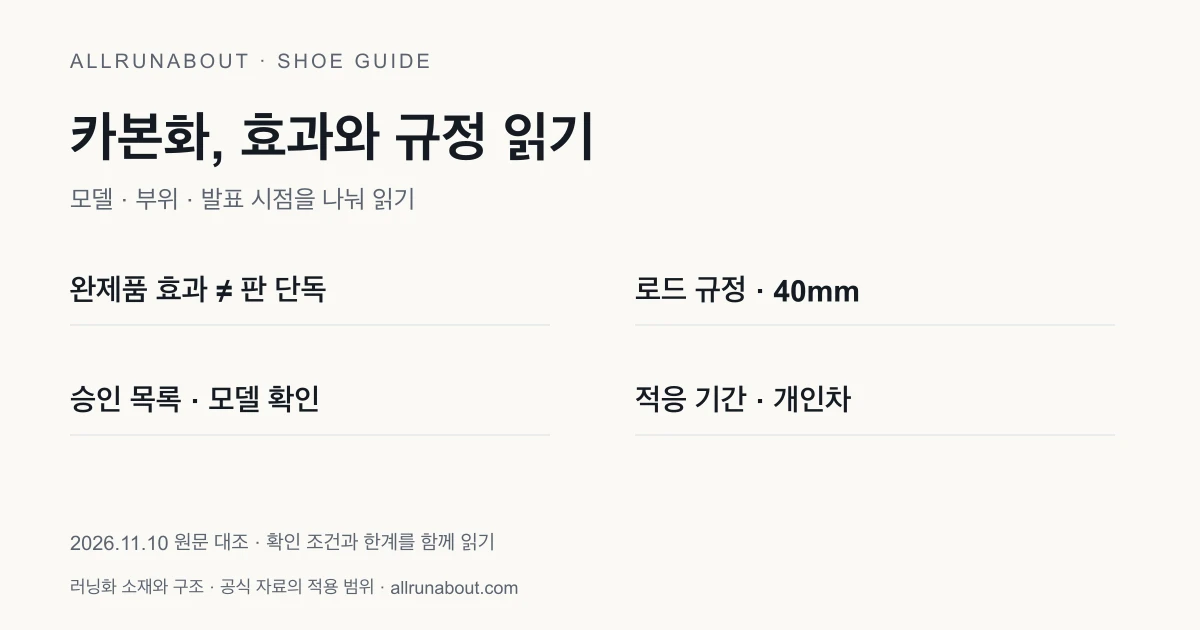 ALLRUNABOUT · SHOE GUIDE
카본화, 효과와 규정 읽기
모델 · 부위 · 발표 시점을 나눠 읽기
완제품 효과 ≠ 판 단독
로드 규정 · 40mm
승인 목록 · 모델 확인
적응 기간 · 개인차
2026.11.10 원문 대조 · 확인 조건과 한계를 함께 읽기
러닝화 소재와 구조 · 공식 자료의 적용 범위 · allrunabout.com